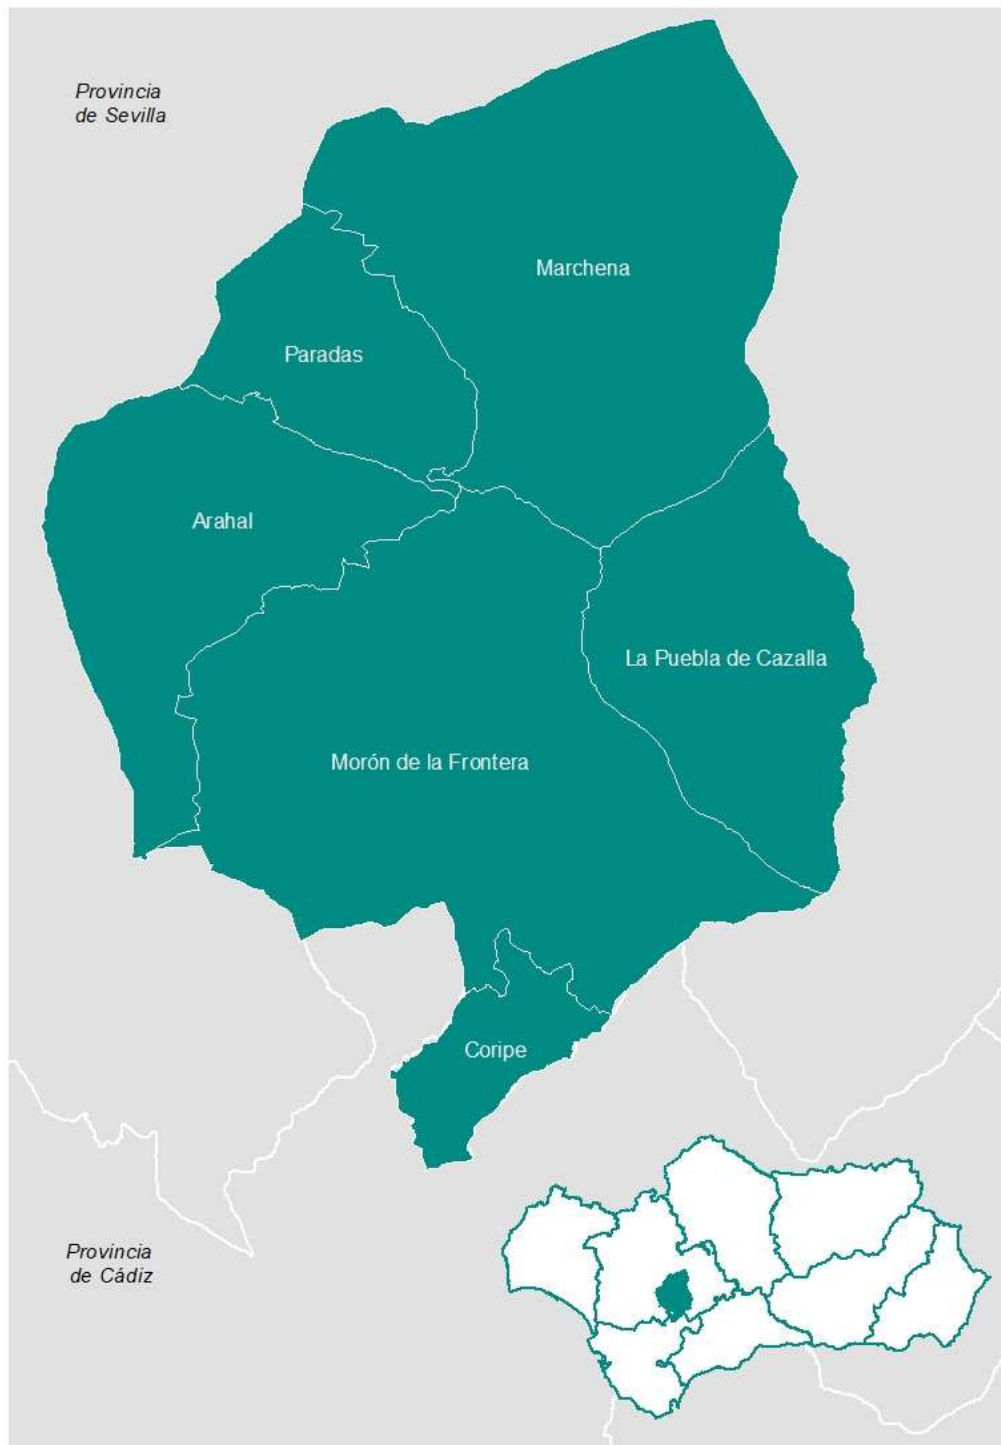 Provincia
de Sevilla
Marchena
Paradas
Arahal
La Puebla de Cazalla
Morón de la Frontera
Coripe
Provincia
de Cádiz